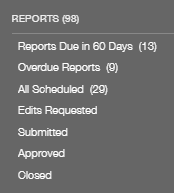 REPORTS (98)
Reports Due in 60 Days (13)
Overdue Reports (9)
All Scheduled (29)
Edits Requested
Submitted
Approved
Closed